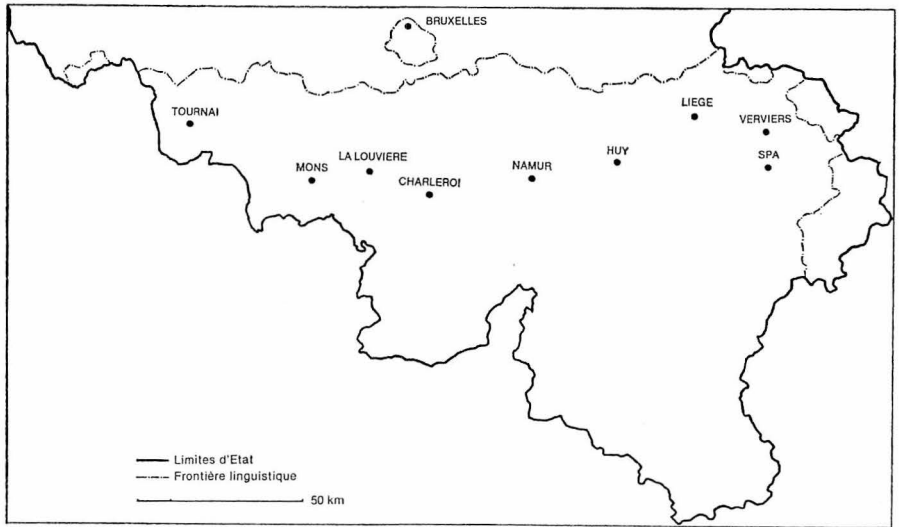 BRUXELLES
TOURNAI
LIEGE
VERVIERS
LA LOUVIERE
MONS
CHARLEROI
NAMUR
HUY
SPA
Limites d'Etat
Frontière linguistique
50 km